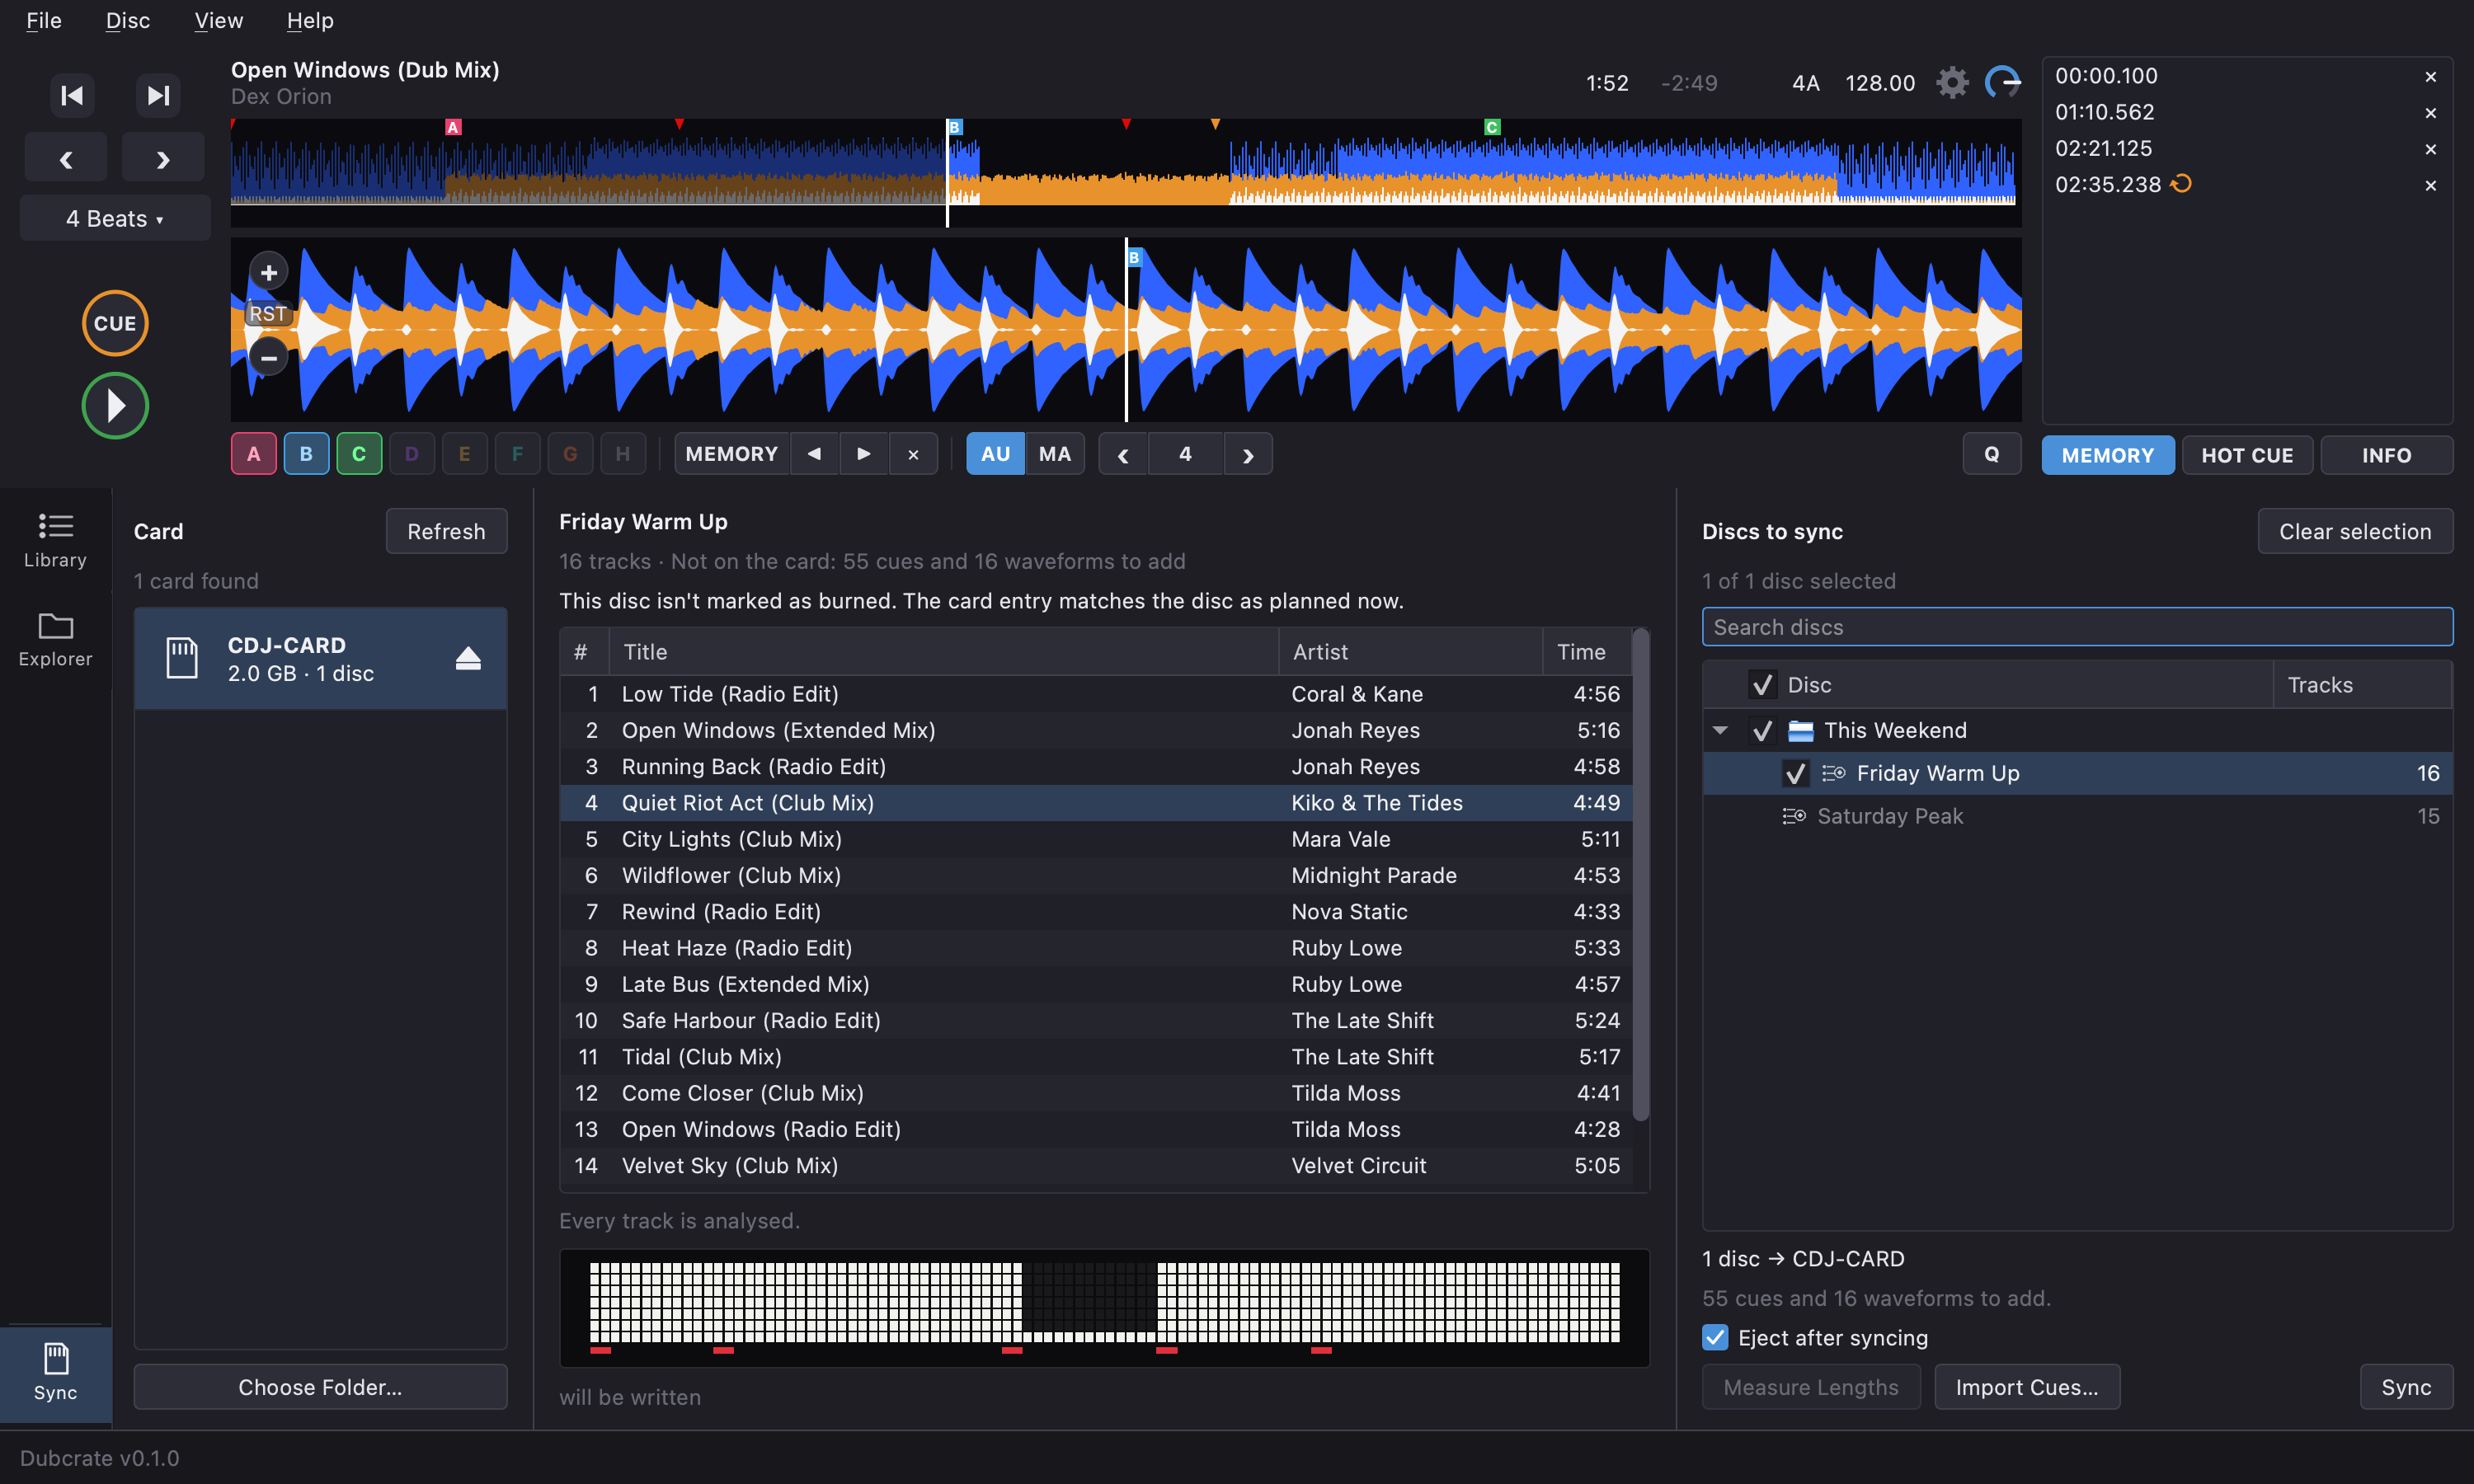 File Disc View Help
Open Windows (Dub Mix)
Dex Orion
1:52 -2:49 4A 128.00
A B C
4 Beats
CUE
RST
B
A B C D E F G H MEMORY AU MA 4 Q
00:00.100
01:10.562
02:21.125
02:35.238
MEMORY HOT CUE INFO
Library
Explorer
Sync
Card Refresh
1 card found
CDJ-CARD
2.0 GB · 1 disc
Choose Folder...
Friday Warm Up
16 tracks · Not on the card: 55 cues and 16 waveforms to add
This disc isn't marked as burned. The card entry matches the disc as planned now.
# Title Artist Time
1 Low Tide (Radio Edit) Coral & Kane 4:56
2 Open Windows (Extended Mix) Jonah Reyes 5:16
3 Running Back (Radio Edit) Jonah Reyes 4:58
4 Quiet Riot Act (Club Mix) Kiko & The Tides 4:49
5 City Lights (Club Mix) Mara Vale 5:11
6 Wildflower (Club Mix) Midnight Parade 4:53
7 Rewind (Radio Edit) Nova Static 4:33
8 Heat Haze (Radio Edit) Ruby Lowe 5:33
9 Late Bus (Extended Mix) Ruby Lowe 4:57
10 Safe Harbour (Radio Edit) The Late Shift 5:24
11 Tidal (Club Mix) The Late Shift 5:17
12 Come Closer (Club Mix) Tilda Moss 4:41
13 Open Windows (Radio Edit) Tilda Moss 4:28
14 Velvet Sky (Club Mix) Velvet Circuit 5:05
Every track is analysed.
will be written
Discs to sync Clear selection
1 of 1 disc selected
Search discs
Disc Tracks
This Weekend
Friday Warm Up 16
Saturday Peak 15
1 disc → CDJ-CARD
55 cues and 16 waveforms to add.
Eject after syncing
Measure Lengths Import Cues... Sync
Dubcrate v0.1.0